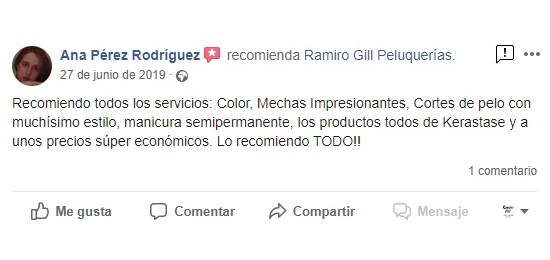 Ana Pérez Rodríguez recomienda Ramiro Gill Peluquerías.
27 de junio de 2019 ·
Recomiendo todos los servicios: Color, Mechas Impresionantes, Cortes de pelo con
muchísimo estilo, manicura semipermanente, los productos todos de Kerastase y a
unos precios súper económicos. Lo recomiendo TODO!!
1 comentario
Me gusta Comentar Compartir Mensaje